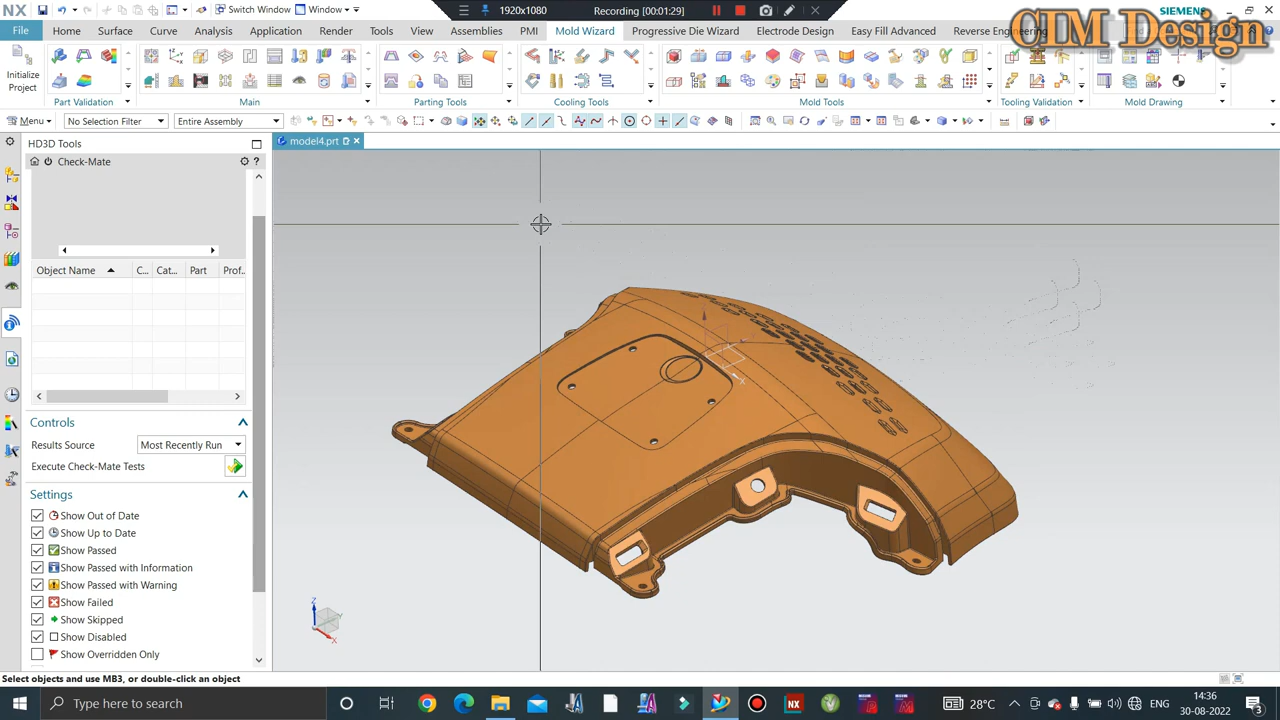 NX
Switch Window
Window
1920x1080
Recording [00:01:29]
SIEMENS
CIM Design
File
Home
Surface
Curve
Analysis
Application
Render
Tools
View
Assemblies
PMI
Mold Wizard
Progressive Die Wizard
Electrode Design
Easy Fill Advanced
Reverse Engineering
Initialize
Project
Part Validation
Main
Parting Tools
Cooling Tools
Mold Tools
Tooling Validation
Mold Drawing
Menu
No Selection Filter
Entire Assembly
HD3D Tools
model4.prt
Check-Mate
Object Name
C...
Cat...
Part
Prof..
Controls
Results Source
Most Recently Run
Execute Check-Mate Tests
Settings
Show Out of Date
Show Up to Date
Show Passed
Show Passed with Information
Show Passed with Warning
Show Failed
Show Skipped
Show Disabled
Show Overridden Only
Z
Y
X
Select objects and use MB3, or double-click an object
Type here to search
NX
28°C
ENG
14:36
30-08-2022